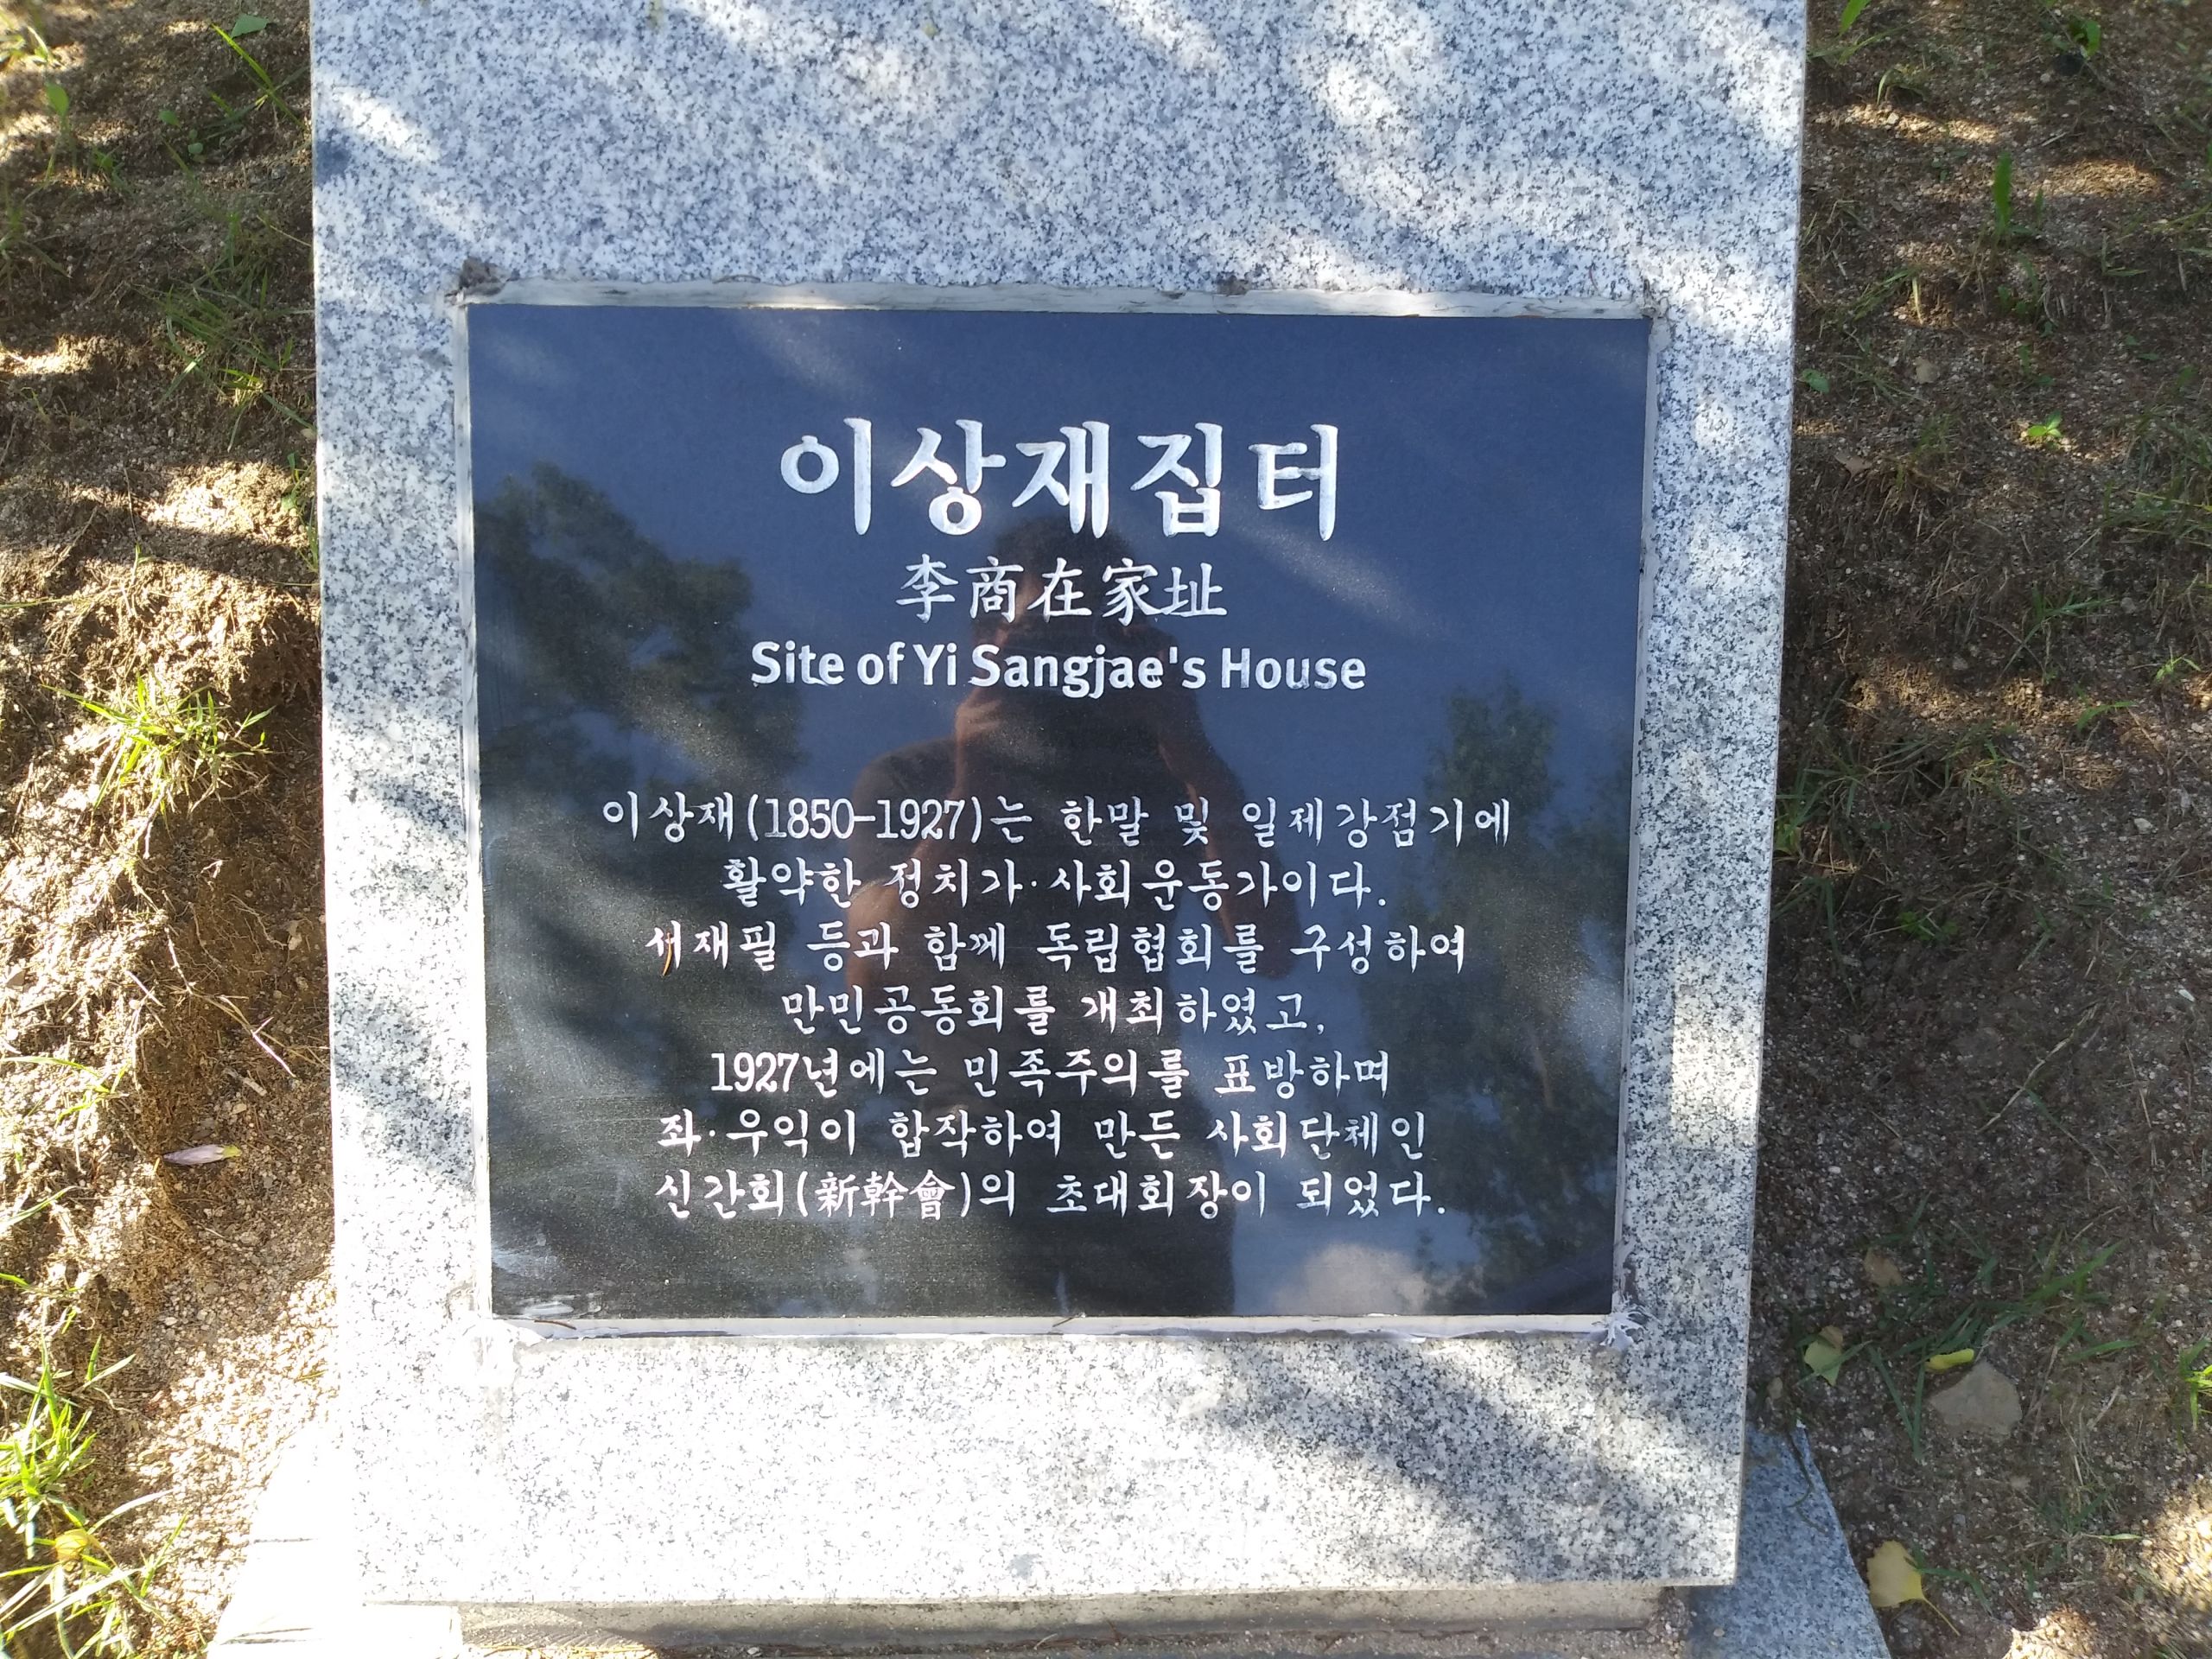 이상재집터
李商在家址
Site of Yi Sangjae's House
이상재(1850-1927)는 한말 및 일제강점기에
활약한 정치가·사회운동가이다.
서재필 등과 함께 독립협회를 구성하여
만민공동회를 개최하였고,
1927년에는 민족주의를 표방하며
좌·우익이 합작하여 만든 사회단체인
신간회(新幹會)의 초대회장이 되었다.